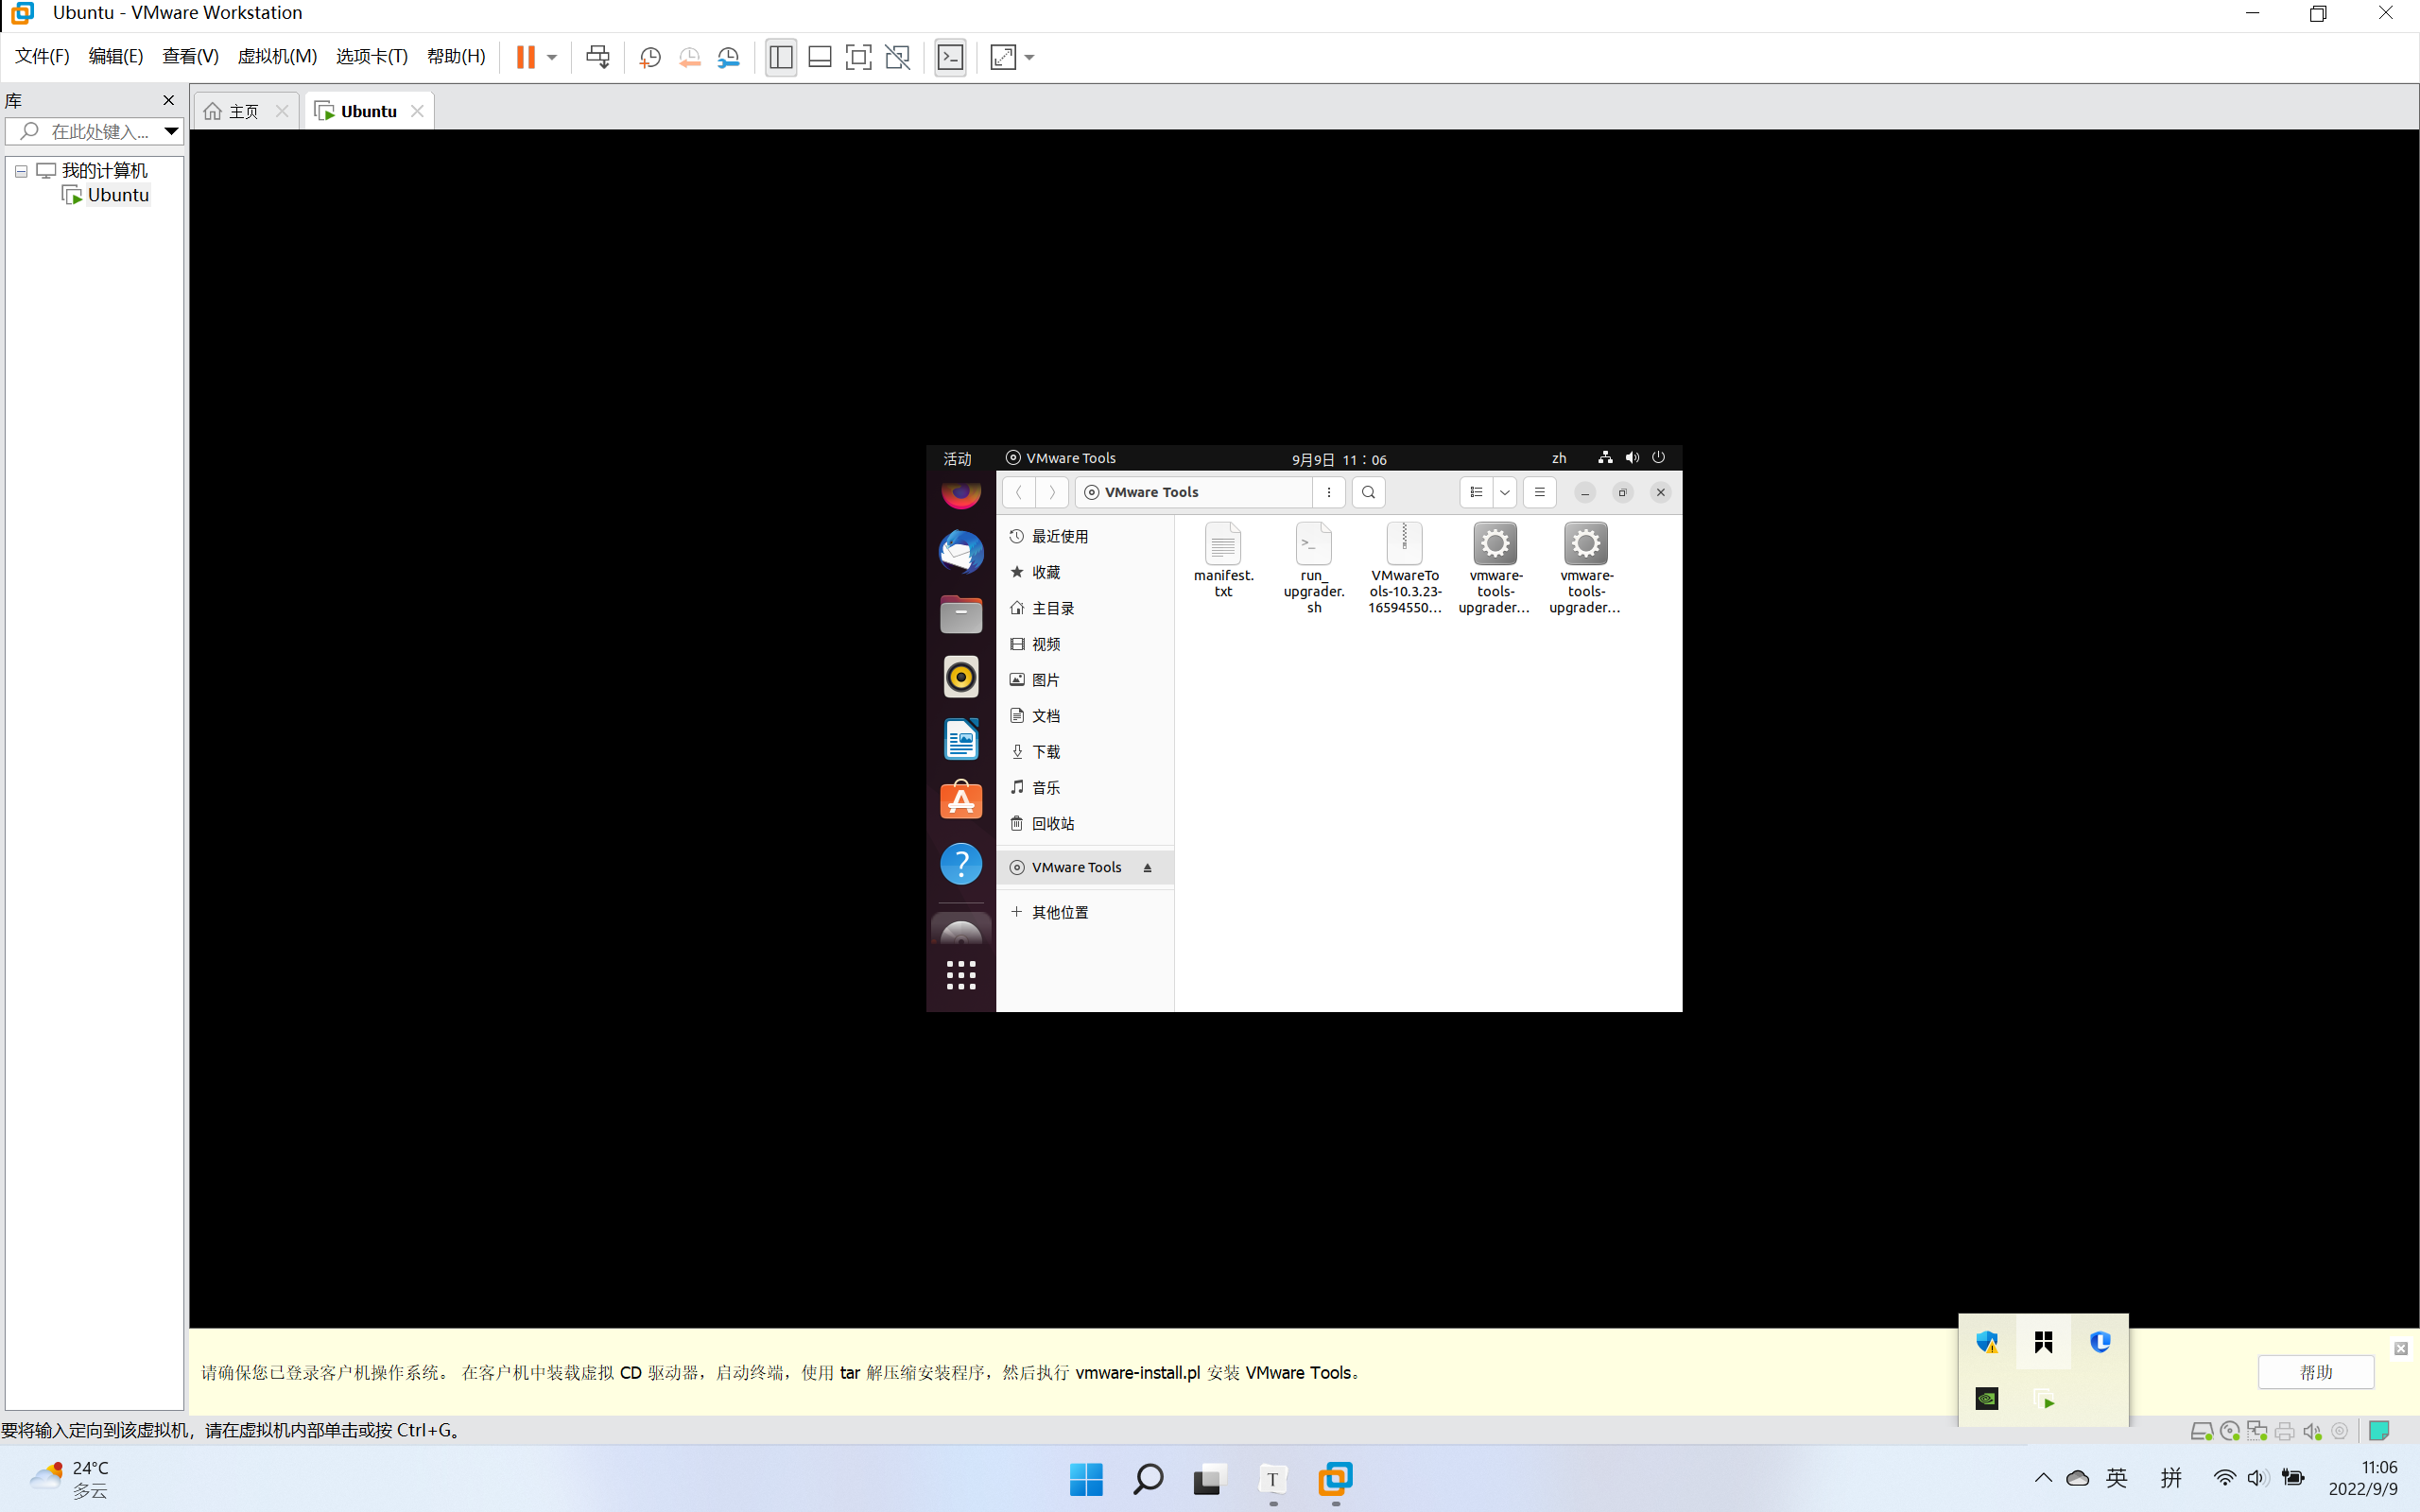 Ubuntu - VMware Workstation
文件(F) 编辑(E) 查看(V) 虚拟机(M) 选项卡(T) 帮助(H)
库
主页
Ubuntu
在此处键入...
我的计算机
Ubuntu
活动 VMware Tools 9月9日 11：06 zh
VMware Tools
最近使用
收藏
主目录
视频
图片
文档
下载
音乐
回收站
VMware Tools
其他位置
manifest.
txt
run_
upgrader.
sh
VMwareTo
ols-10.3.23-
16594550...
vmware-
tools-
upgrader...
vmware-
tools-
upgrader...
请确保您已登录客户机操作系统。 在客户机中装载虚拟 CD 驱动器，启动终端，使用 tar 解压缩安装程序，然后执行 vmware-install.pl 安装 VMware Tools。
帮助
要将输入定向到该虚拟机，请在虚拟机内部单击或按 Ctrl+G。
24°C
多云
T
英 拼
11:06
2022/9/9